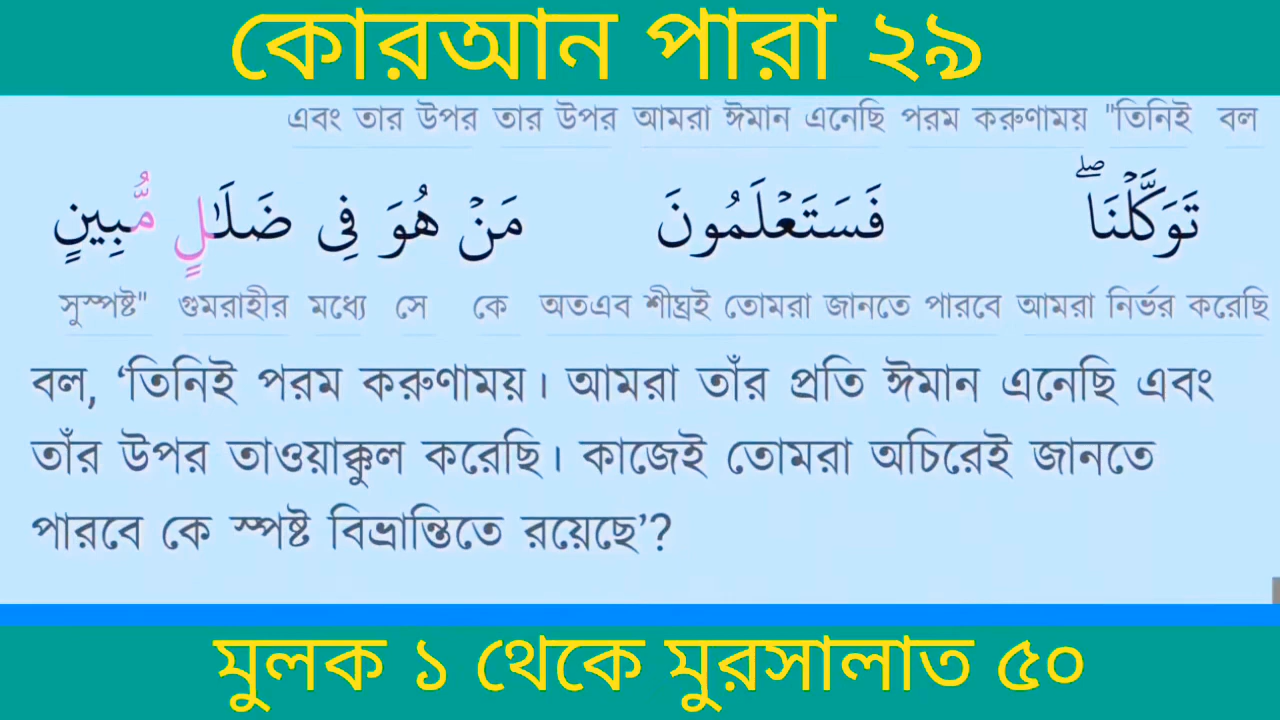 কোরআন পারা ২৯
এবং তার উপর তার উপর আমরা ঈমান এনেছি পরম করুণাময় "তিনিই বল
تَوَكَّلْنَا ۖ فَسَتَعْلَمُونَ مَنْ هُوَ فِى ضَلَـٰلٍ مُّبِينٍ
সুস্পষ্ট" গুমরাহীর মধ্যে সে কে অতএব শীঘ্রই তোমরা জানতে পারবে আমরা নির্ভর করেছি
বল, ‘তিনিই পরম করুণাময়। আমরা তাঁর প্রতি ঈমান এনেছি এবং
তাঁর উপর তাওয়াক্কুল করেছি। কাজেই তোমরা অচিরেই জানতে
পারবে কে স্পষ্ট বিভ্রান্তিতে রয়েছে’?
মুলক ১ থেকে মুরসালাত ৫০